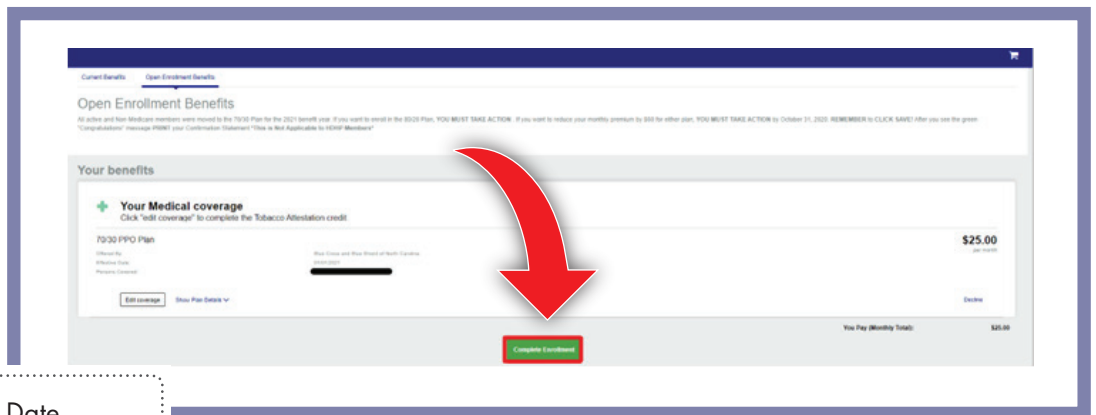 Current Benefits Open Enrollment Benefits
Open Enrollment Benefits
All active and Non Medicare members were moved to the 70/30 Plan for the 2021 benefit year. If you want to enroll in the 80/20 Plan, YOU MUST TAKE ACTION. If you want to reduce your monthly premium by $60 for either plan, YOU MUST TAKE ACTION by October 31, 2020. REMEMBER to CLICK SAVE! After you see the green
"Congratulations" message PRINT your Confirmation Statement *This is Not Applicable to HDHP Members*
Your benefits
Your Medical coverage
Click "edit coverage" to complete the Tobacco Attestation credit
70/30 PPO Plan $25.00
per month
Offered By Blue Cross and Blue Shield of North Carolina
Effective Date 01/01/2021
Persons Covered
Edit coverage Show Plan Details Decline
You Pay (Monthly Total): $25.00
Complete Enrollment
Date